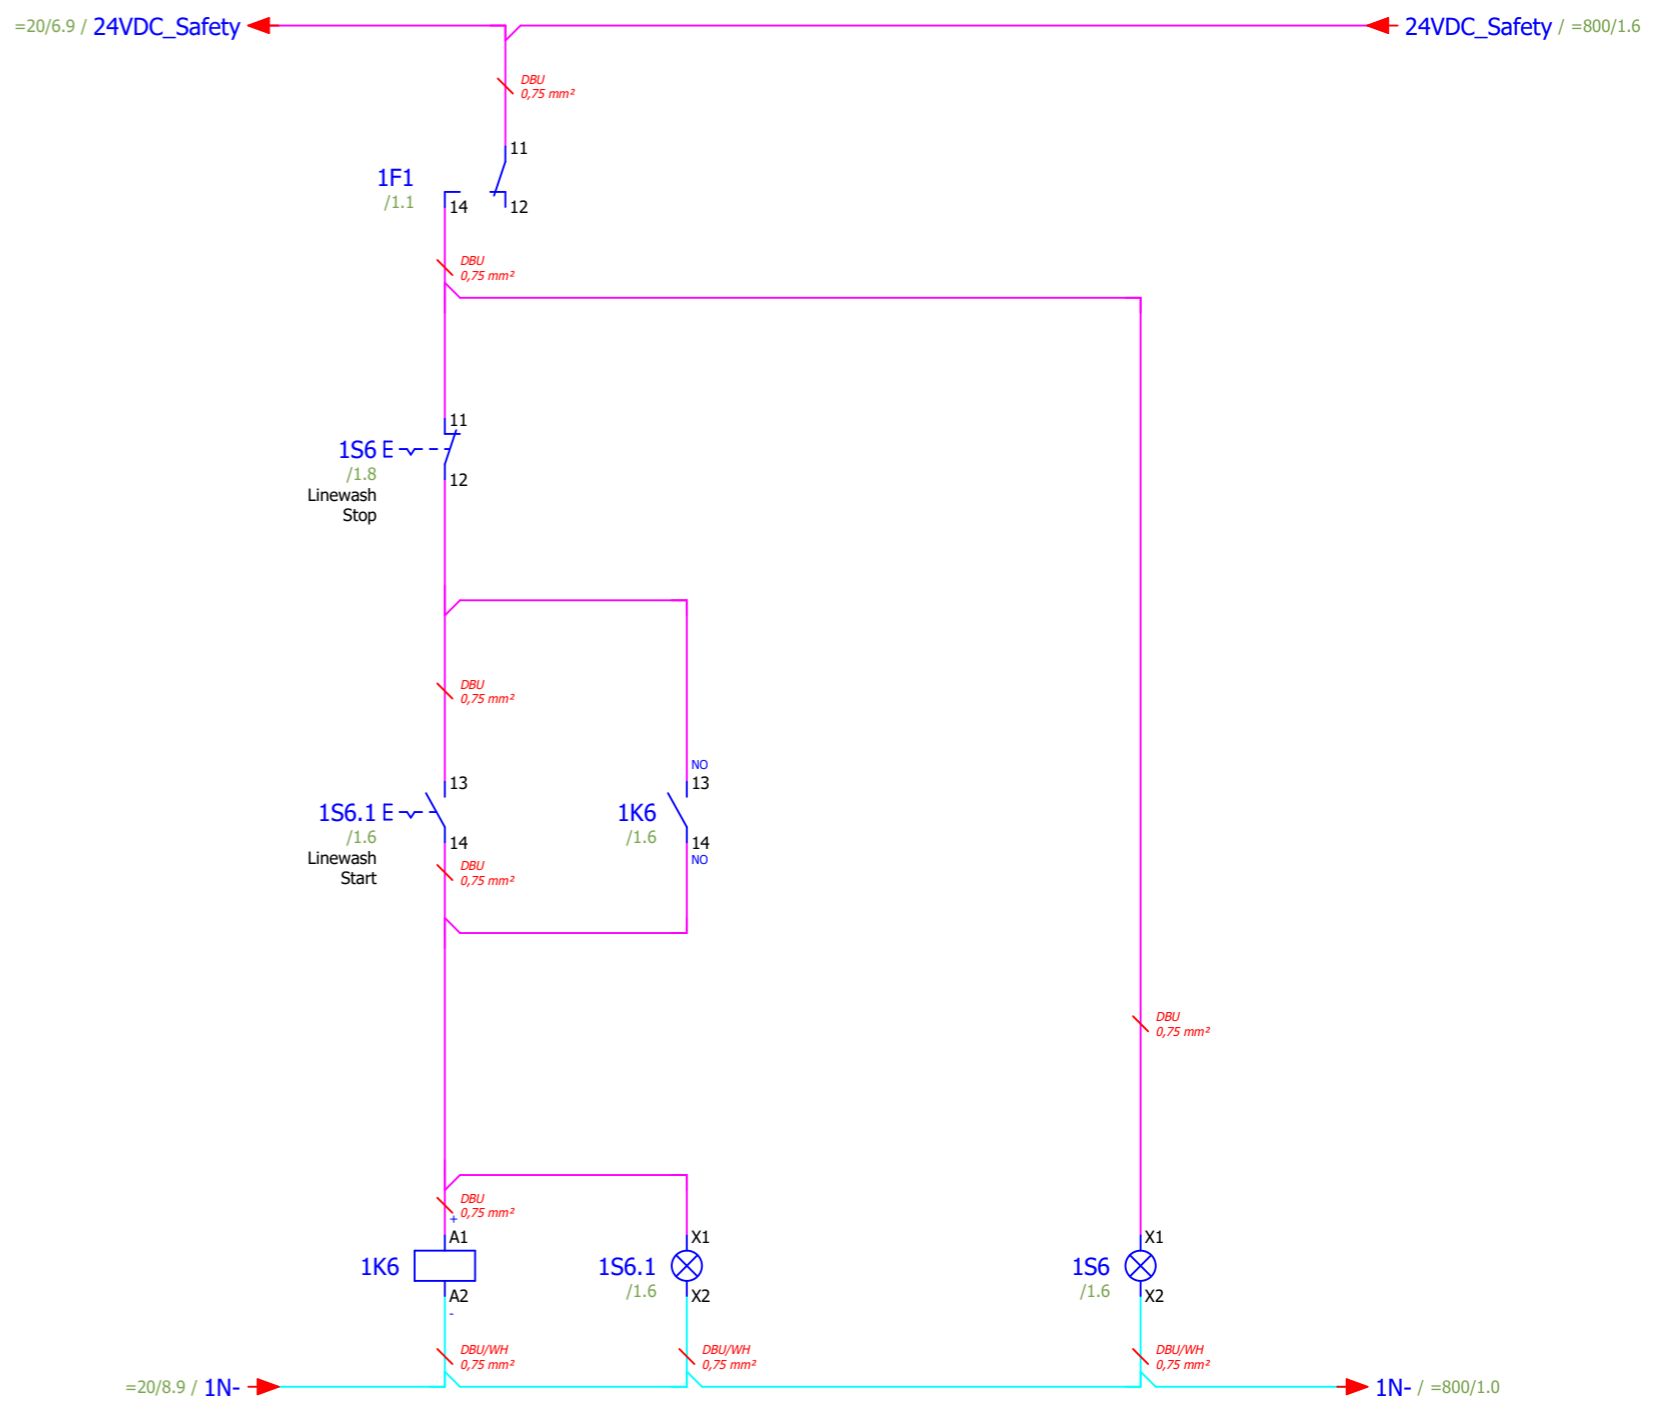 =20/6.9 / 24VDC_Safety
24VDC_Safety / =800/1.6
DBU
0,75 mm²
11
1F1
/1.1
14
12
DBU
0,75 mm²
11
1S6 E
/1.8
12
Linewash
Stop
DBU
0,75 mm²
NO
13
13
1S6.1 E
1K6
/1.6
/1.6
14
14
NO
Linewash
Start
DBU
0,75 mm²
DBU
0,75 mm²
DBU
0,75 mm²
+
A1
X1
X1
1K6
1S6.1
1S6
/1.6
/1.6
A2
X2
X2
-
DBU/WH
0,75 mm²
DBU/WH
0,75 mm²
DBU/WH
0,75 mm²
=20/8.9 / 1N-
1N- / =800/1.0